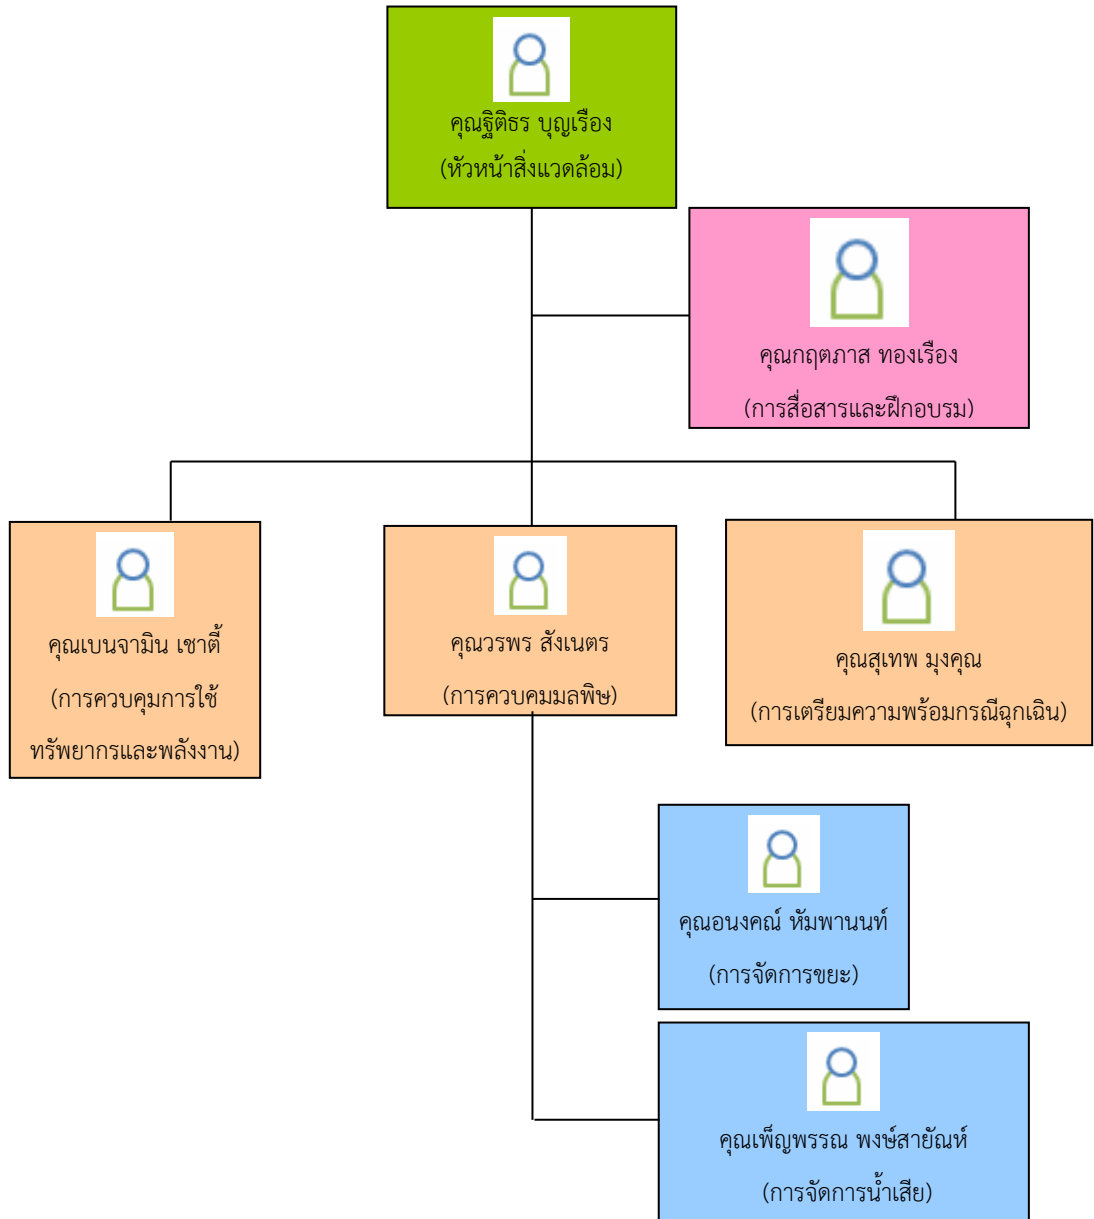 คุณฐิติธร บุญเรือง
(หัวหน้าสิ่งแวดล้อม)
คุณกฤตภาส ทองเรือง
(การสื่อสารและฝึกอบรม)
คุณเบนจามิน เชาตี้
(การควบคุมการใช้
ทรัพยากรและพลังงาน)
คุณวรพร สังเนตร
(การควบคมมลพิษ)
คุณสุเทพ มุงคุณ
(การเตรียมความพร้อมกรณีฉุกเฉิน)
คุณอนงคณ์ หัมพานนท์
(การจัดการขยะ)
คุณเพ็ญพรรณ พงษ์สายัณห์
(การจัดการน้ำเสีย)